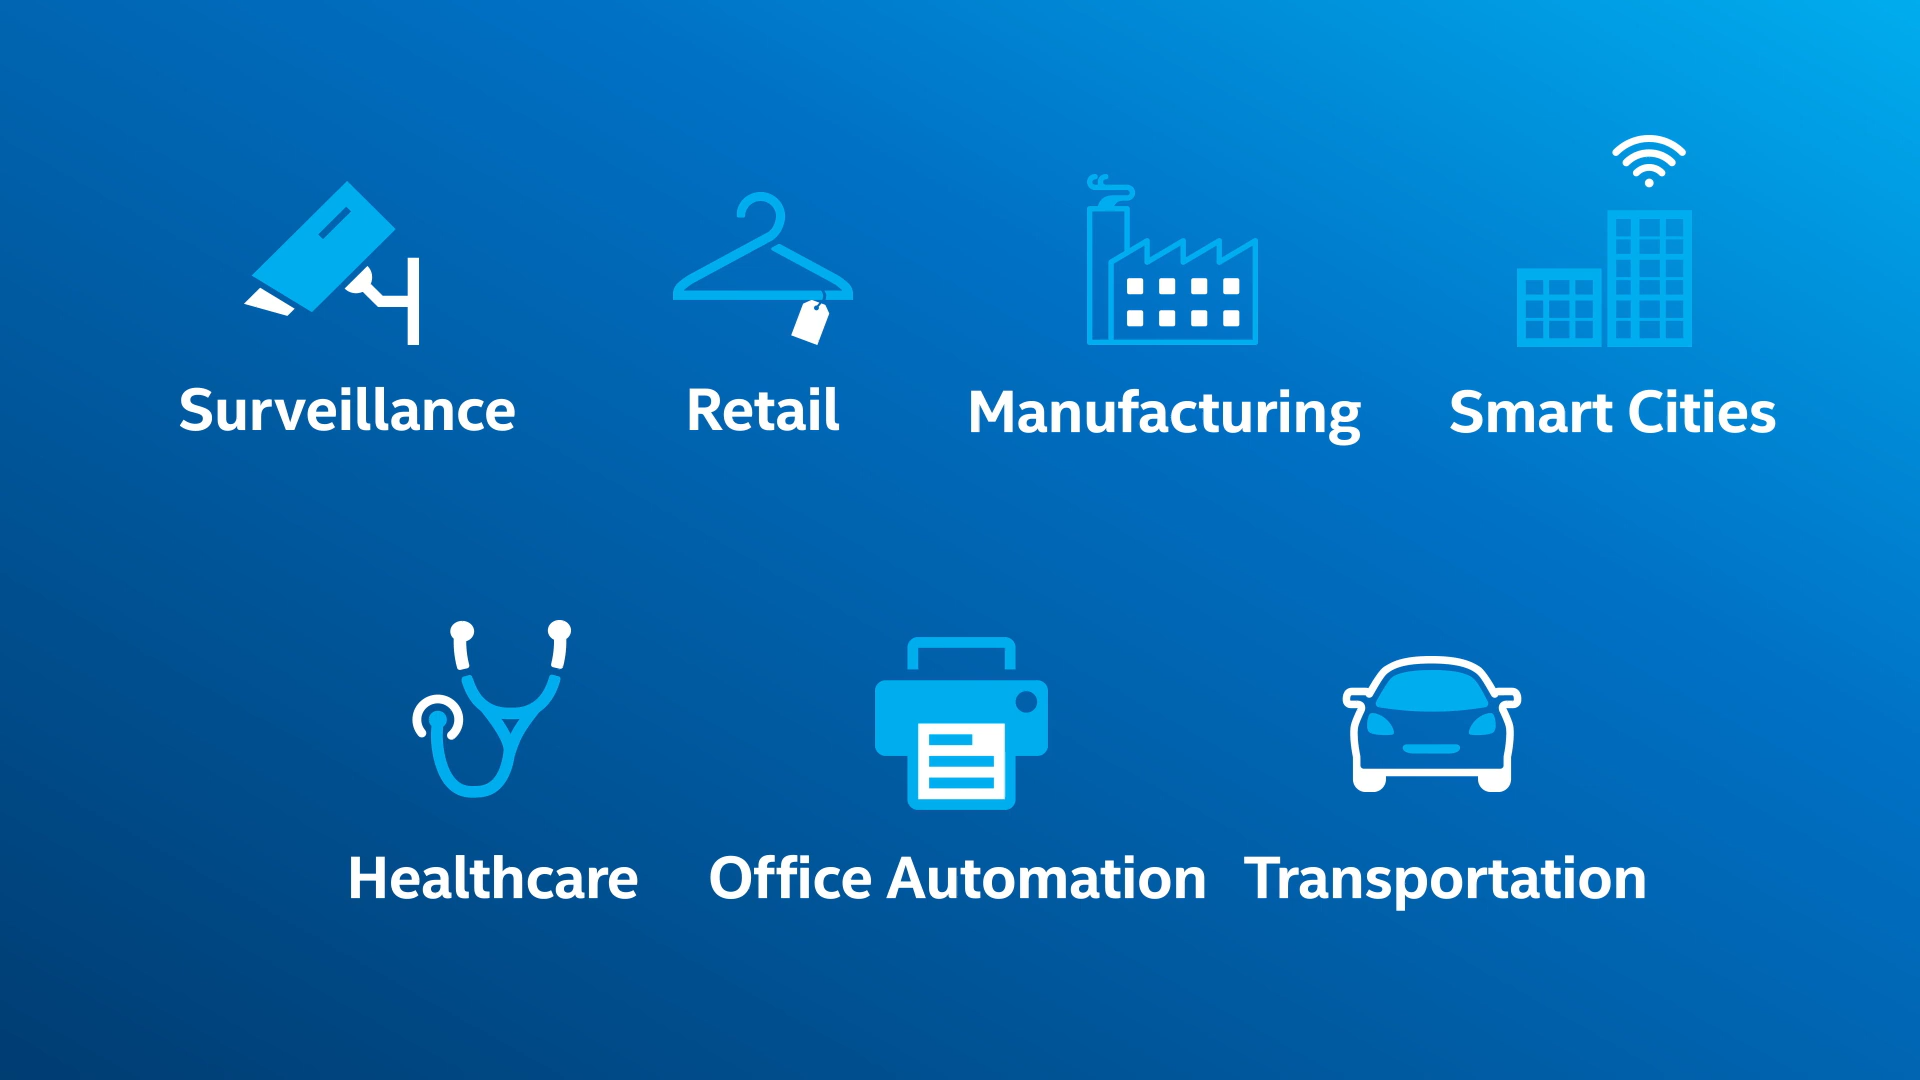 Surveillance
Retail
Manufacturing
Smart Cities
Healthcare
Office Automation
Transportation